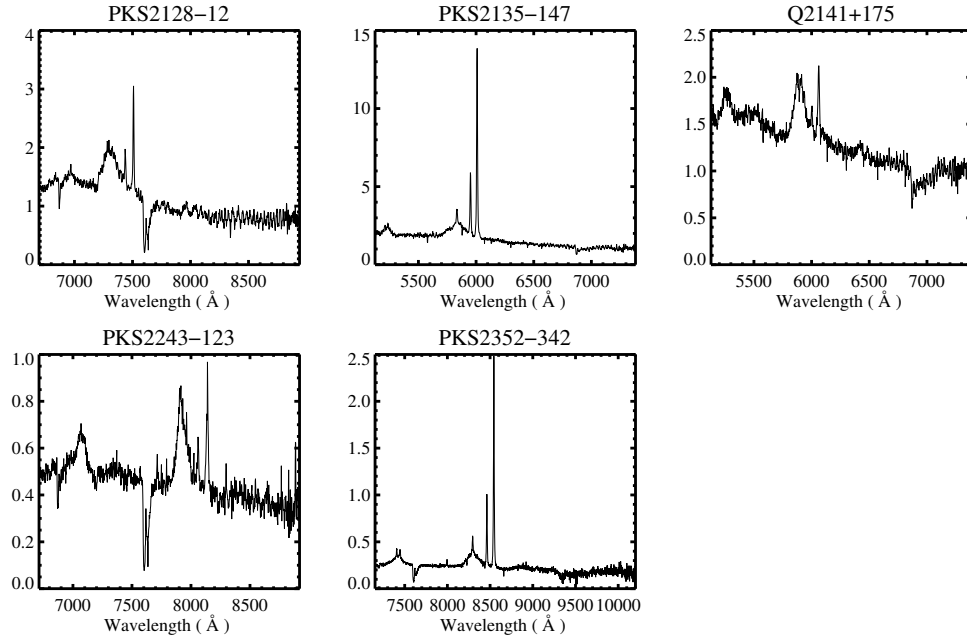 PKS2128−12
4
3
2
1
0
7000 7500 8000 8500
Wavelength ( Å )
PKS2135−147
15
10
5
0
5500 6000 6500 7000
Wavelength ( Å )
Q2141+175
2.5
2.0
1.5
1.0
0.5
0.0
5500 6000 6500 7000
Wavelength ( Å )
PKS2243−123
1.0
0.8
0.6
0.4
0.2
0.0
7000 7500 8000 8500
Wavelength ( Å )
PKS2352−342
2.5
2.0
1.5
1.0
0.5
0.0
7500 8000 8500 9000 9500 10000
Wavelength ( Å )